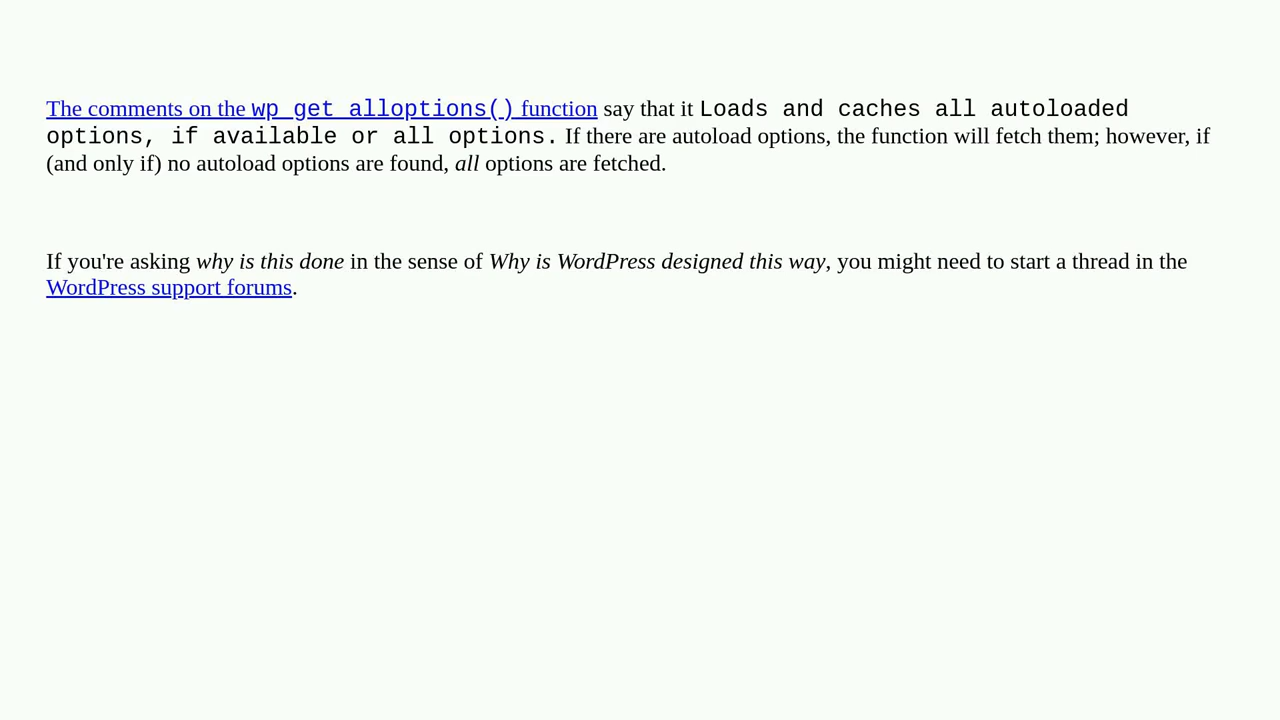 The comments on the wp_get_alloptions() function say that it Loads and caches all autoloaded
options, if available or all options. If there are autoload options, the function will fetch them; however, if
(and only if) no autoload options are found, all options are fetched.
If you're asking why is this done in the sense of Why is WordPress designed this way, you might need to start a thread in the
WordPress support forums.